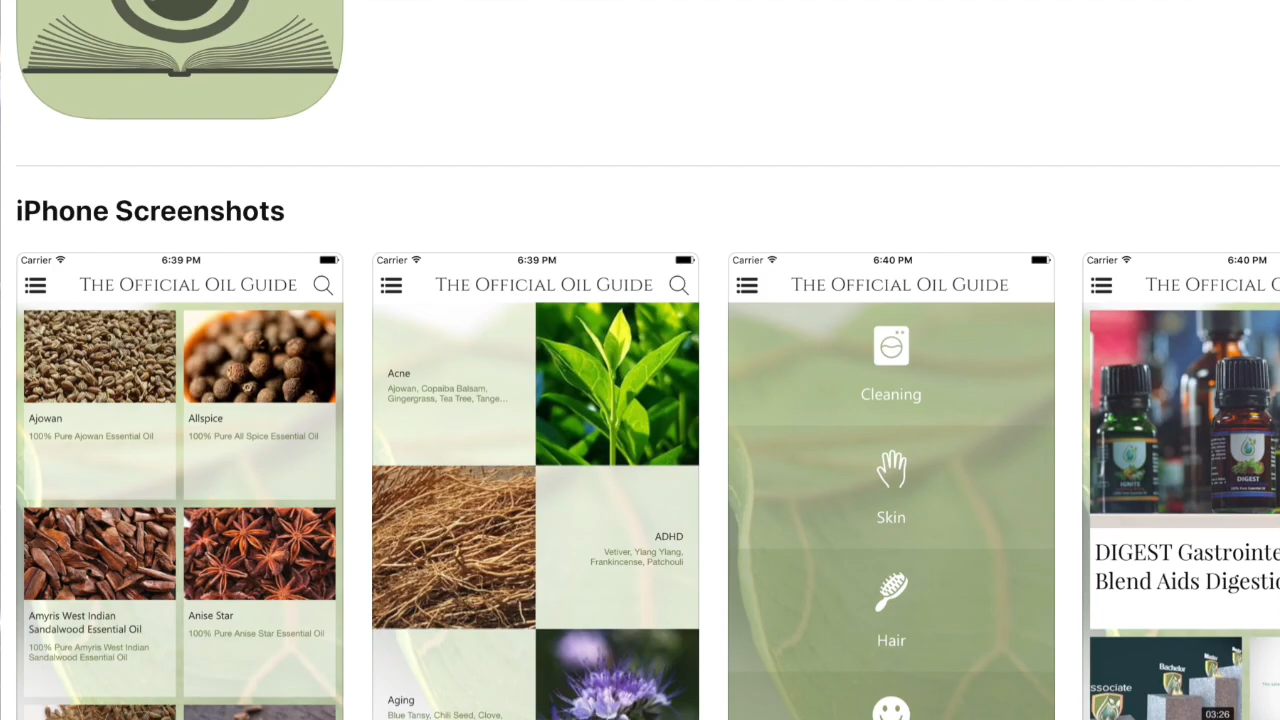 iPhone Screenshots
Carrier
6:39 PM
The Official Oil Guide
Ajowan
100% Pure Ajowan Essential Oil
Allspice
100% Pure All Spice Essential Oil
Amyris West Indian
Sandalwood Essential Oil
100% Pure Amyris West Indian
Sandalwood Essential Oil
Anise Star
100% Pure Anise Star Essential Oil
Carrier
6:39 PM
The Official Oil Guide
Acne
Ajowan, Copaiba Balsam,
Gingergrass, Tea Tree, Tange...
ADHD
Vetiver, Ylang Ylang,
Frankincense, Patchouli
Aging
Blue Tansy, Chili Seed, Clove,
Carrier
6:40 PM
The Official Oil Guide
Cleaning
Skin
Hair
Carrier
6:40 PM
The Official
IGNITE
DIGEST
DIGEST Gastrointe
Blend Aids Digestio
ssociate
Bachelor
Master
03:26